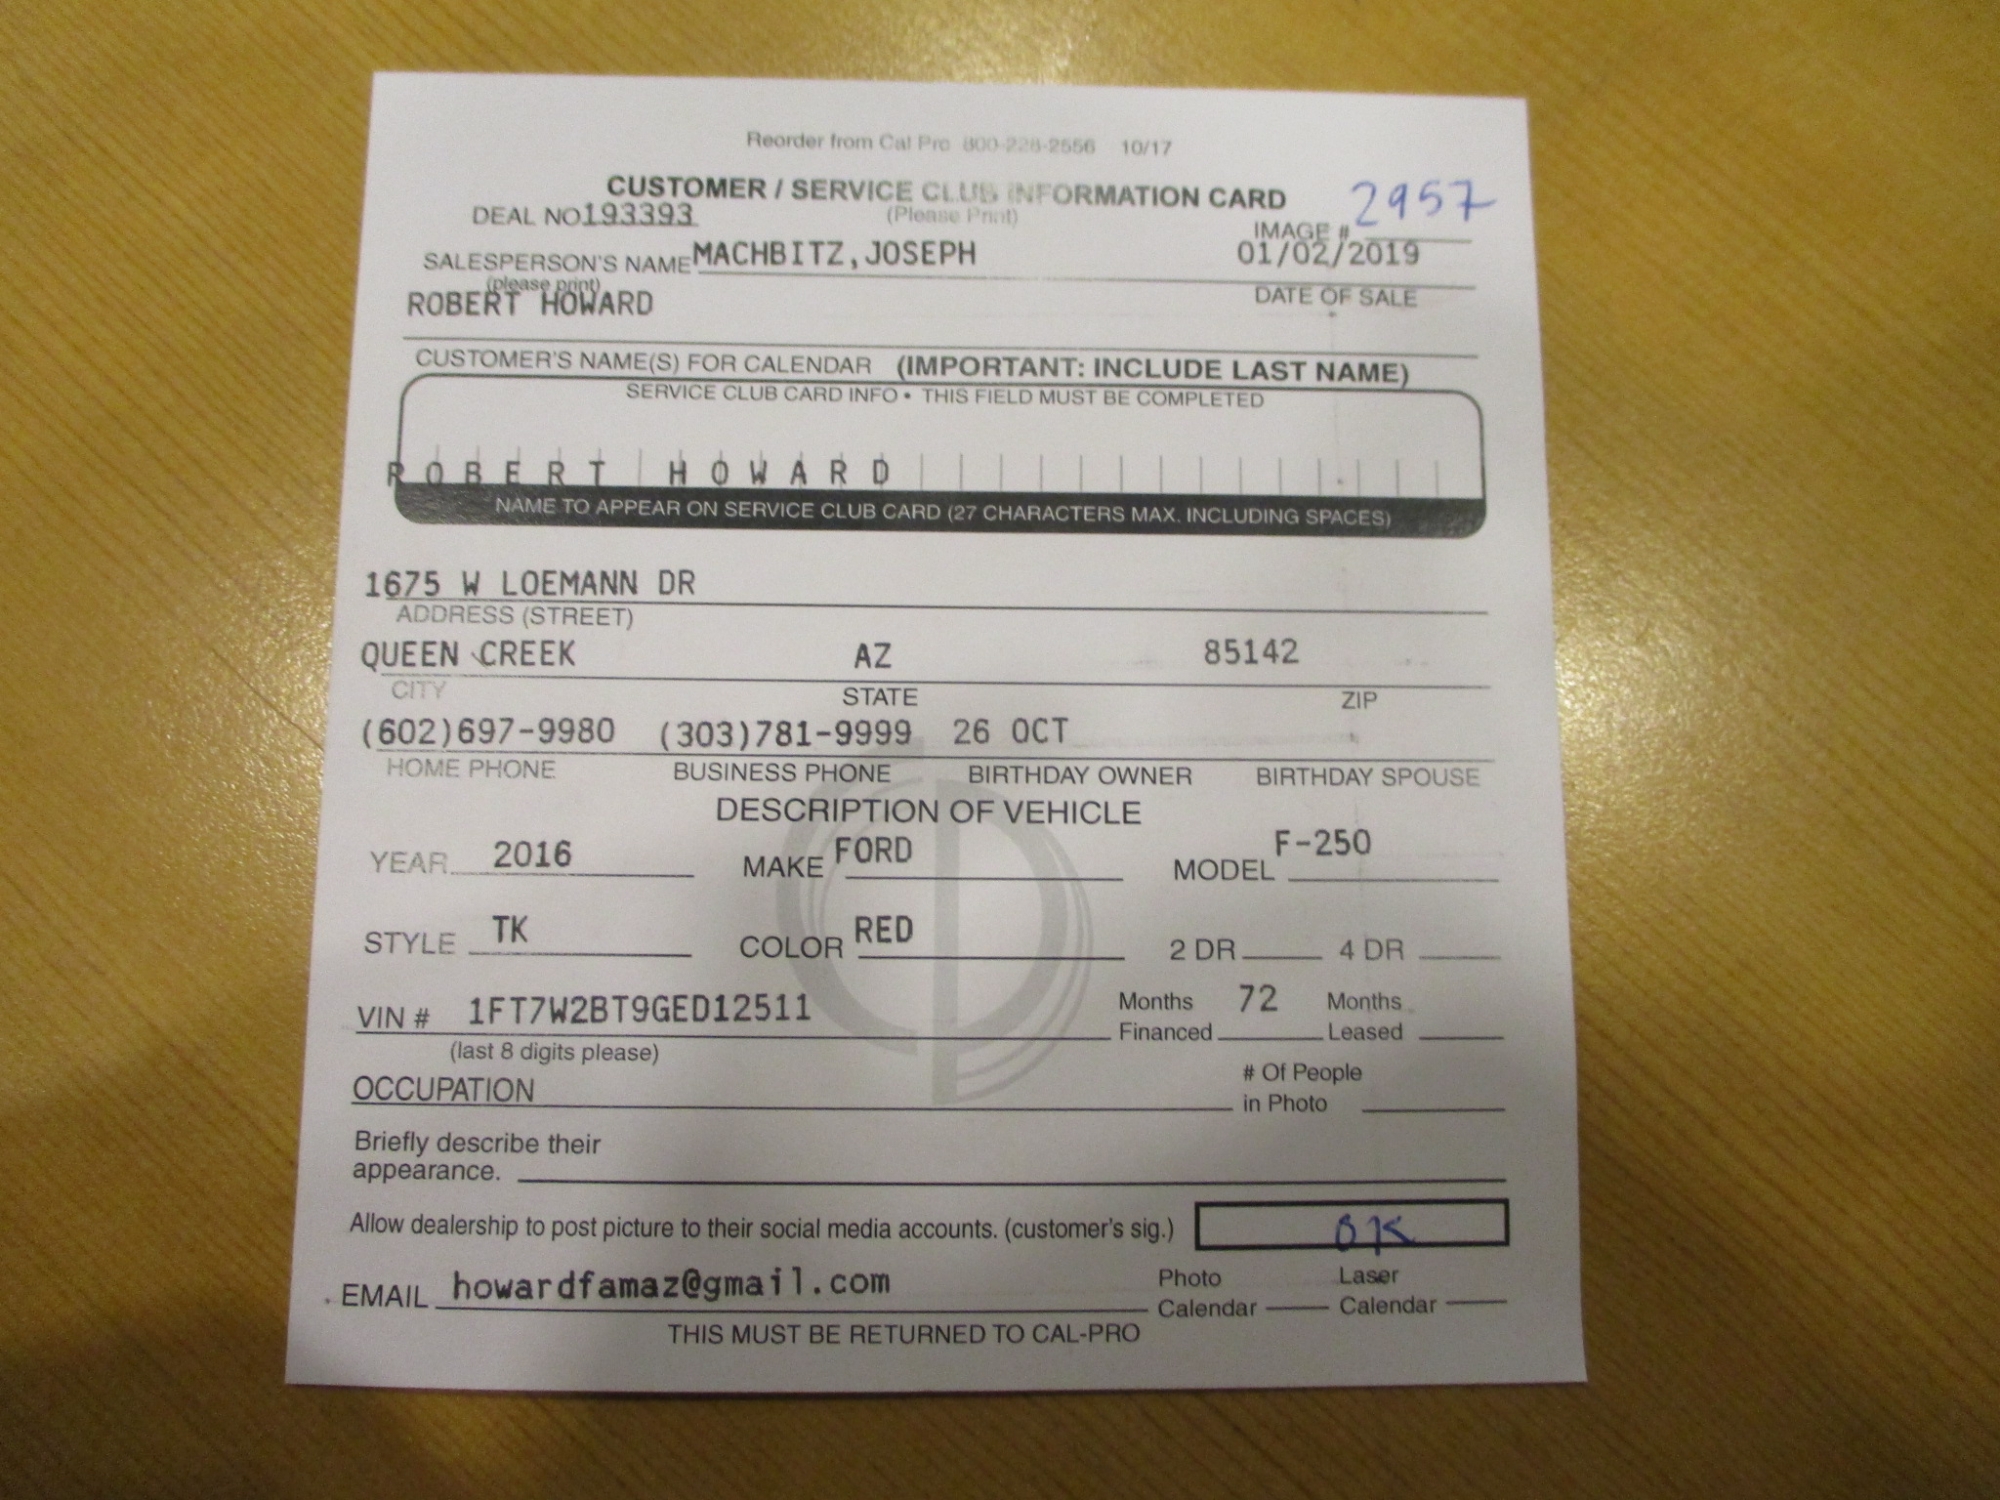 Reorder from Cal Pro 800-228-2556 10/17
CUSTOMER / SERVICE CLUB INFORMATION CARD
DEAL NO 193393 (Please Print) IMAGE # 2957
SALESPERSON'S NAME MACHBITZ, JOSEPH 01/02/2019
(please print) DATE OF SALE
ROBERT HOWARD
CUSTOMER'S NAME(S) FOR CALENDAR (IMPORTANT: INCLUDE LAST NAME)
SERVICE CLUB CARD INFO • THIS FIELD MUST BE COMPLETED
ROBERT HOWARD
NAME TO APPEAR ON SERVICE CLUB CARD (27 CHARACTERS MAX. INCLUDING SPACES)
1675 W LOEMANN DR
ADDRESS (STREET)
QUEEN CREEK AZ 85142
CITY STATE ZIP
(602)697-9980 (303)781-9999 26 OCT
HOME PHONE BUSINESS PHONE BIRTHDAY OWNER BIRTHDAY SPOUSE
DESCRIPTION OF VEHICLE
YEAR 2016 MAKE FORD MODEL F-250
STYLE TK COLOR RED 2 DR 4 DR
VIN # 1FT7W2BT9GED12511 Months Financed 72 Months Leased
(last 8 digits please)
OCCUPATION # Of People in Photo
Briefly describe their
appearance.
Allow dealership to post picture to their social media accounts. (customer's sig.) OK
EMAIL howardfamaz@gmail.com Photo Calendar Laser Calendar
THIS MUST BE RETURNED TO CAL-PRO